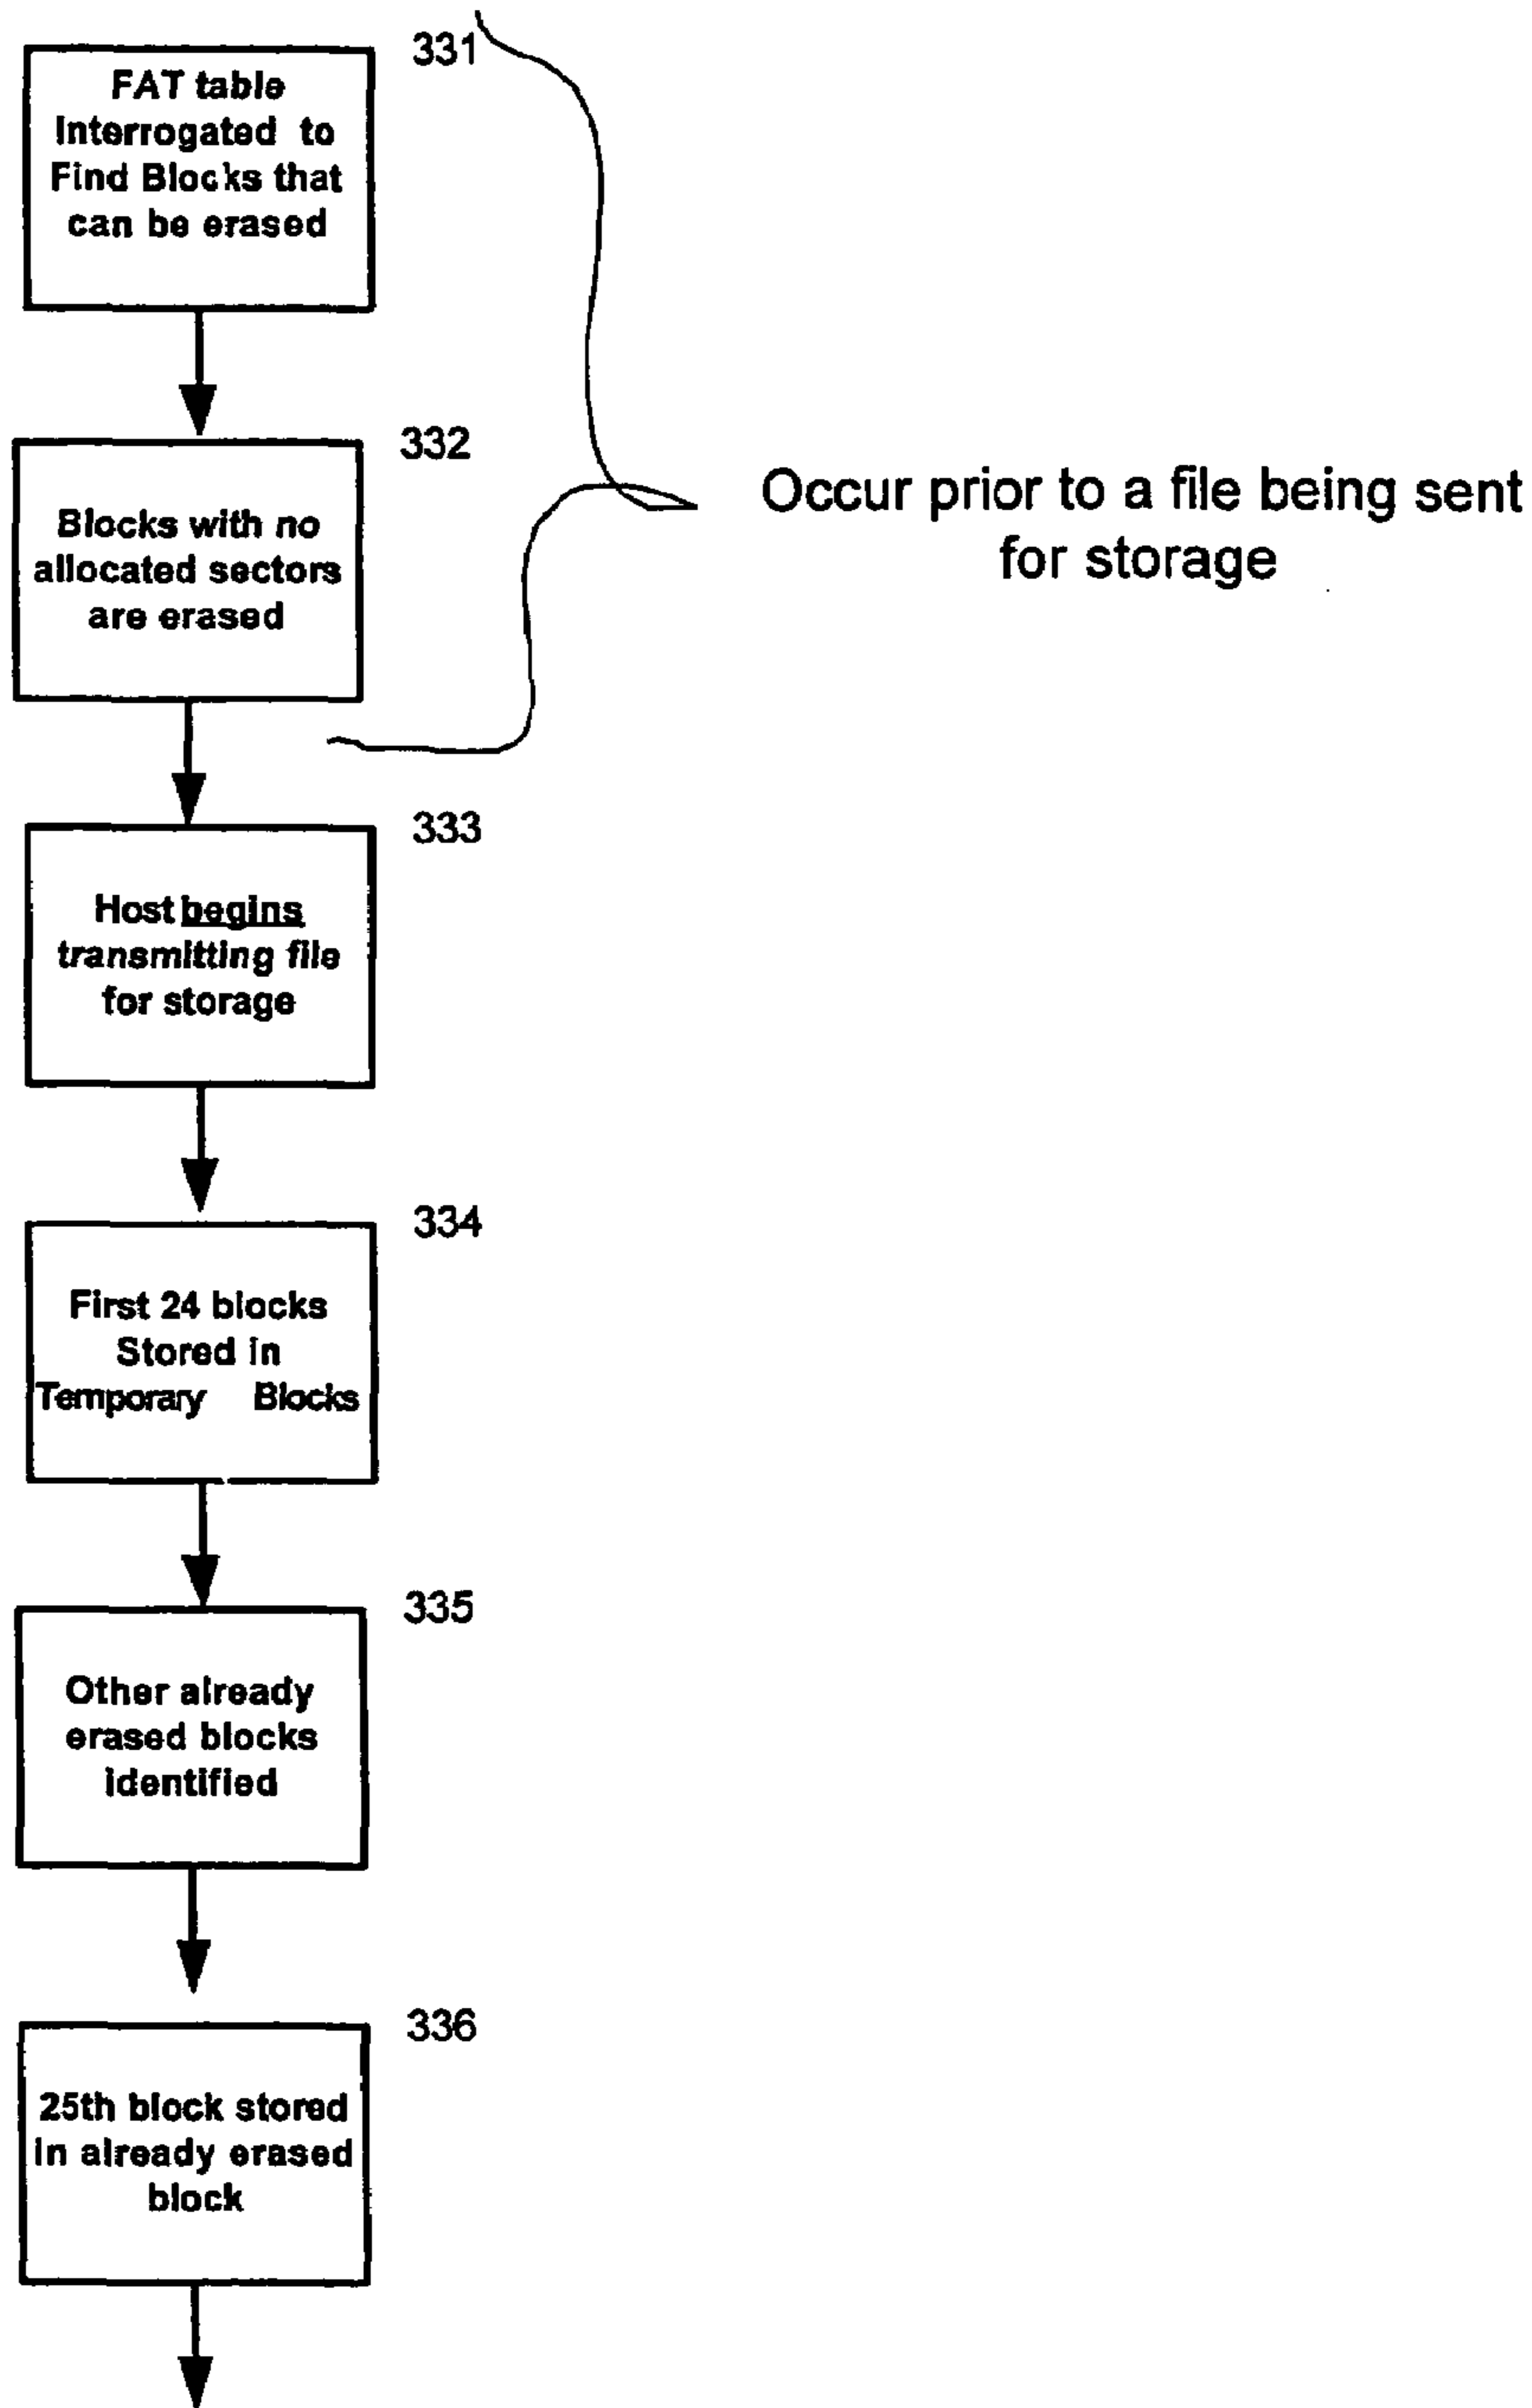 331
FAT table
Interrogated to
Find Blocks that
can be erased
332
Blocks with no
allocated sectors
are erased
Occur prior to a file being sent
for storage
333
Host begins
transmitting file
for storage
334
First 24 blocks
Stored in
Temporary Blocks
335
Other already
erased blocks
identified
336
25th block stored
in already erased
block